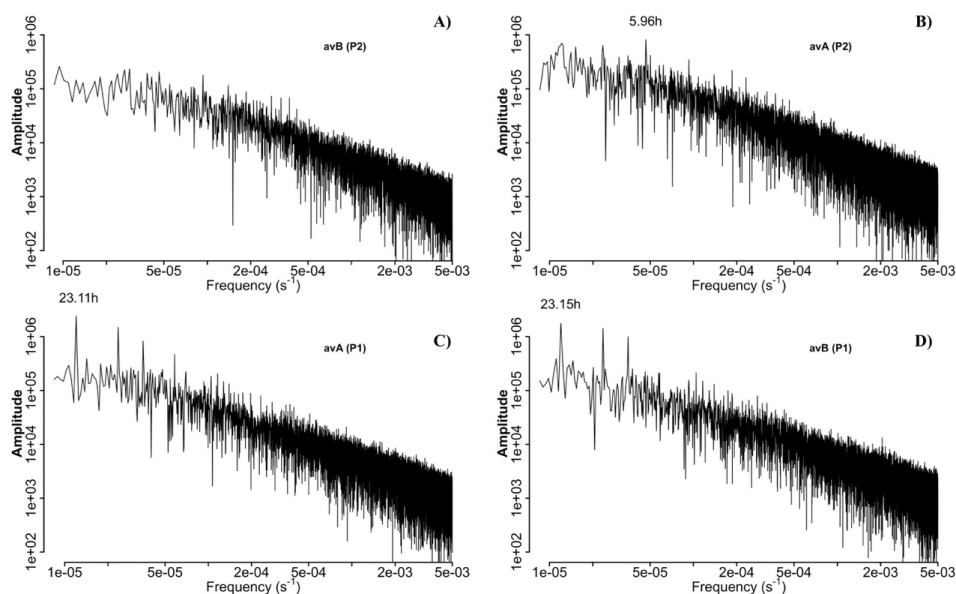 A)
avB (P2)
Amplitude
1e+06
1e+05
1e+04
1e+03
1e+02
1e-05
5e-05
2e-04
5e-04
2e-03
5e-03
Frequency (s⁻¹)
B)
5.96h
avA (P2)
Amplitude
1e+06
1e+05
1e+04
1e+03
1e+02
1e-05
5e-05
2e-04
5e-04
2e-03
5e-03
Frequency (s⁻¹)
23.11h
C)
avA (P1)
Amplitude
1e+06
1e+05
1e+04
1e+03
1e+02
1e-05
5e-05
2e-04
5e-04
2e-03
5e-03
Frequency (s⁻¹)
23.15h
D)
avB (P1)
Amplitude
1e+06
1e+05
1e+04
1e+03
1e+02
1e-05
5e-05
2e-04
5e-04
2e-03
5e-03
Frequency (s⁻¹)